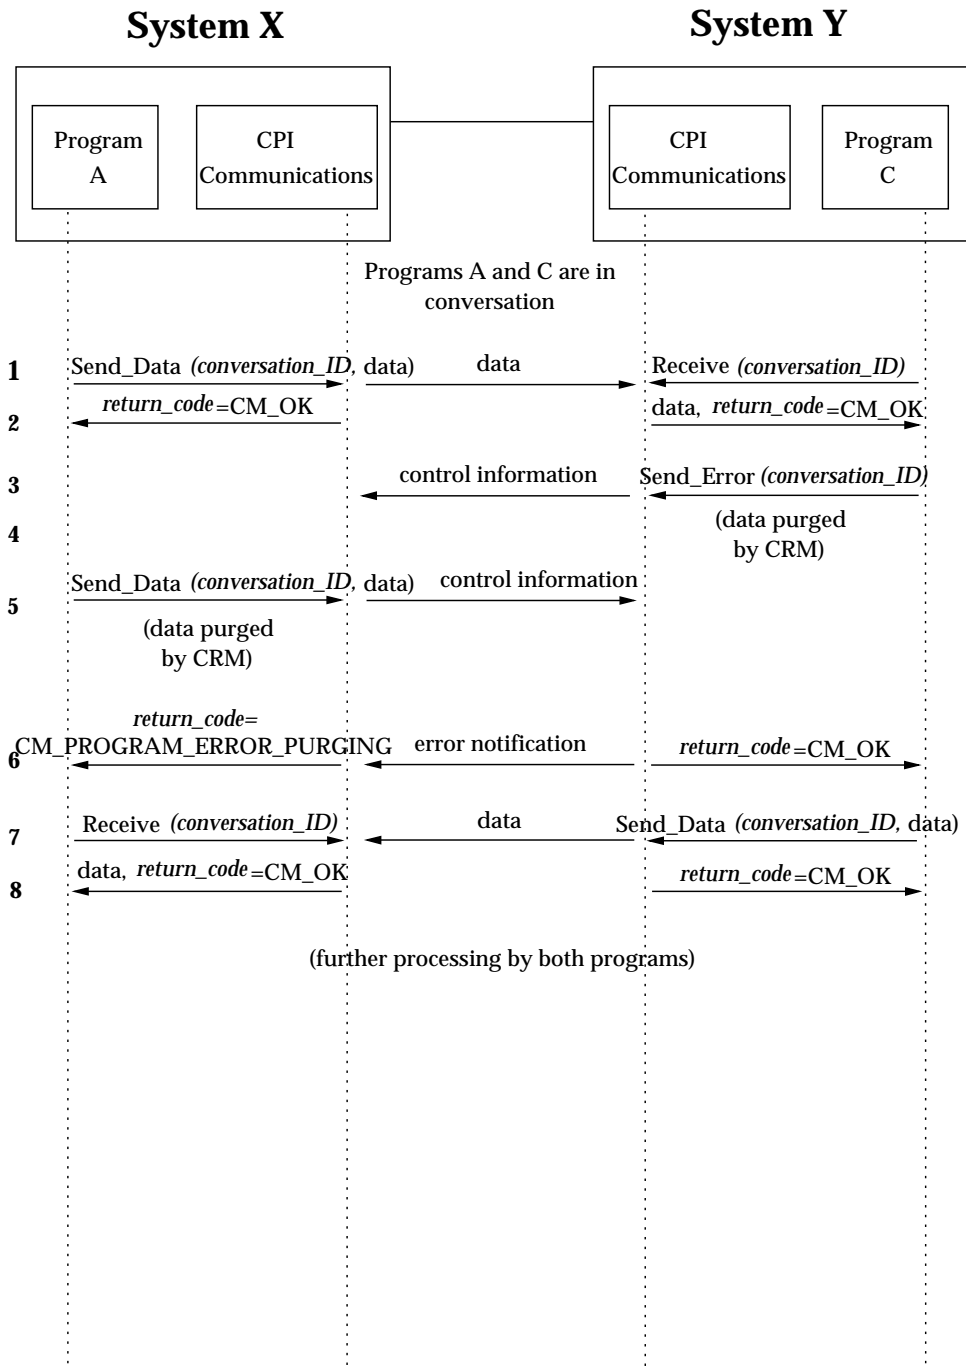 System X
System Y
Program
A
CPI
Communications
CPI
Communications
Program
C
Programs A and C are in
conversation
1 Send_Data (conversation_ID, data) data Receive (conversation_ID)
2 return_code=CM_OK data, return_code=CM_OK
3 control information Send_Error (conversation_ID)
4 (data purged
by CRM)
5 Send_Data (conversation_ID, data) control information
(data purged
by CRM)
return_code=
6 CM_PROGRAM_ERROR_PURGING error notification return_code=CM_OK
7 Receive (conversation_ID) data Send_Data (conversation_ID, data)
8 data, return_code=CM_OK return_code=CM_OK
(further processing by both programs)